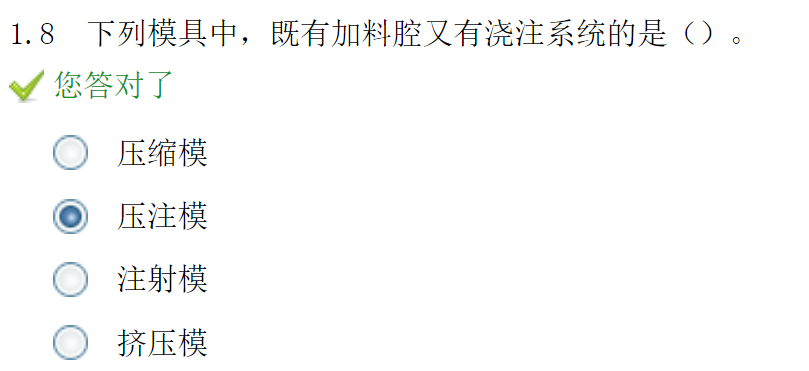 1.8 下列模具中，既有加料腔又有浇注系统的是（）。
您答对了
压缩模
压注模
注射模
挤压模